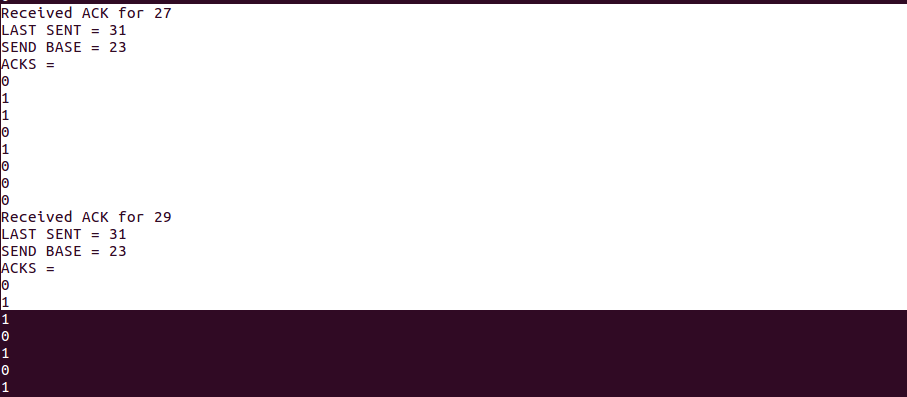 Received ACK for 27
LAST SENT = 31
SEND BASE = 23
ACKS =
0
1
1
0
1
0
0
0
Received ACK for 29
LAST SENT = 31
SEND BASE = 23
ACKS =
0
1
1
0
1
0
1